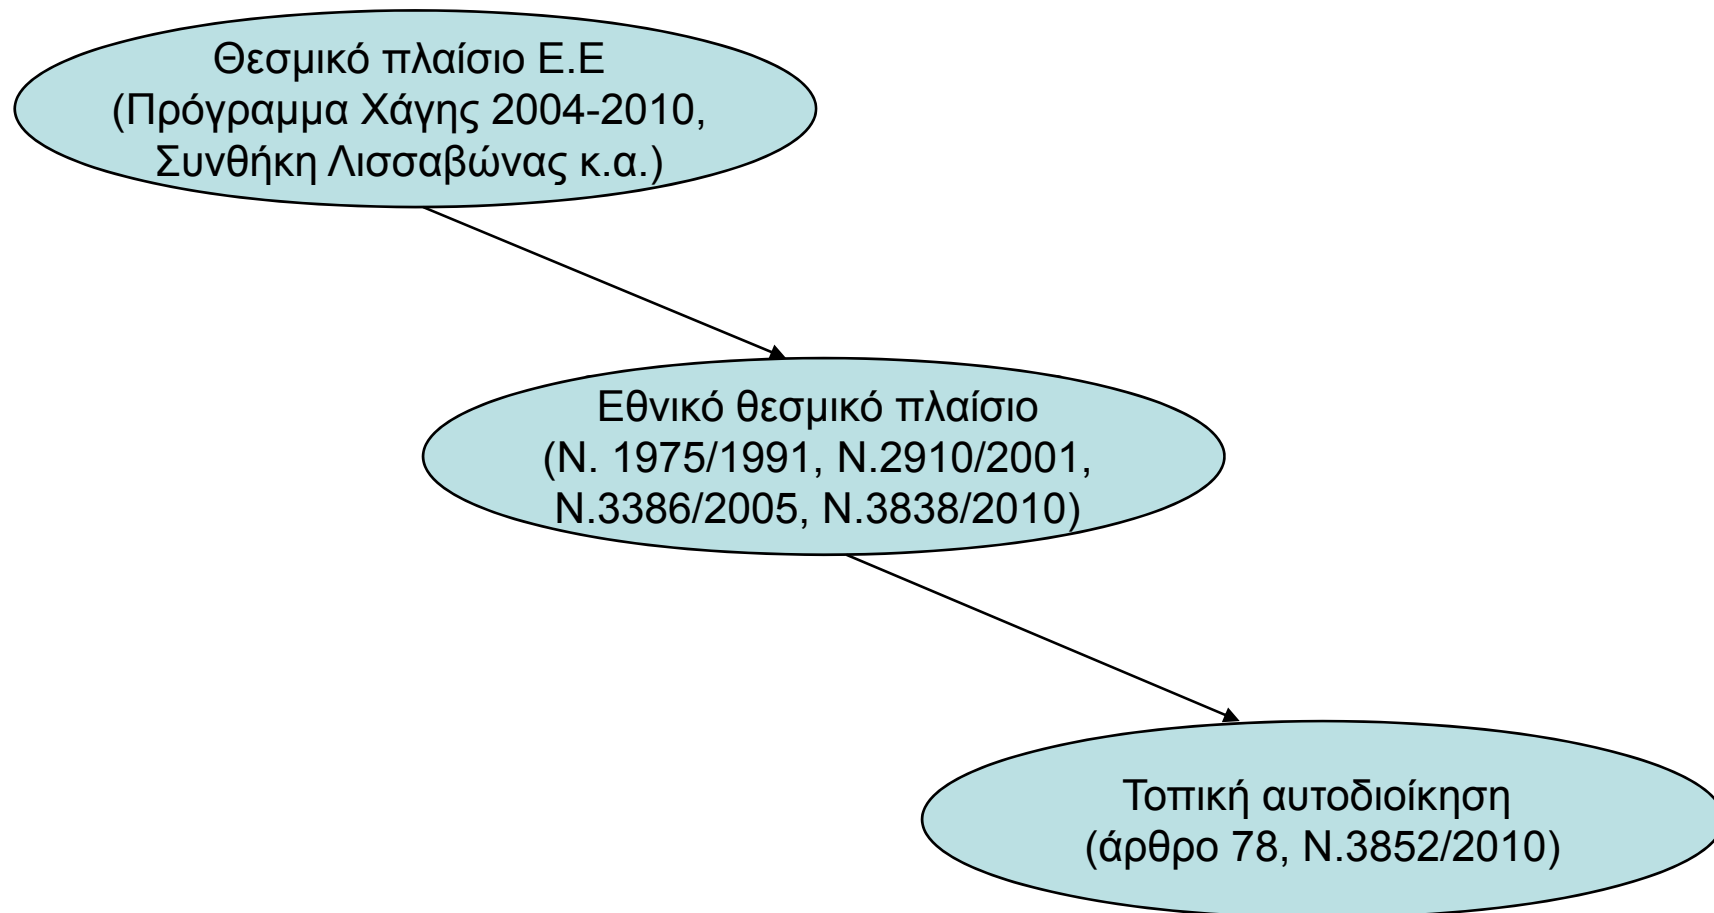 Θεσμικό πλαίσιο Ε.Ε
(Πρόγραμμα Χάγης 2004-2010,
Συνθήκη Λισσαβώνας κ.α.)
Εθνικό θεσμικό πλαίσιο
(Ν. 1975/1991, Ν.2910/2001,
Ν.3386/2005, Ν.3838/2010)
Τοπική αυτοδιοίκηση
(άρθρο 78, Ν.3852/2010)